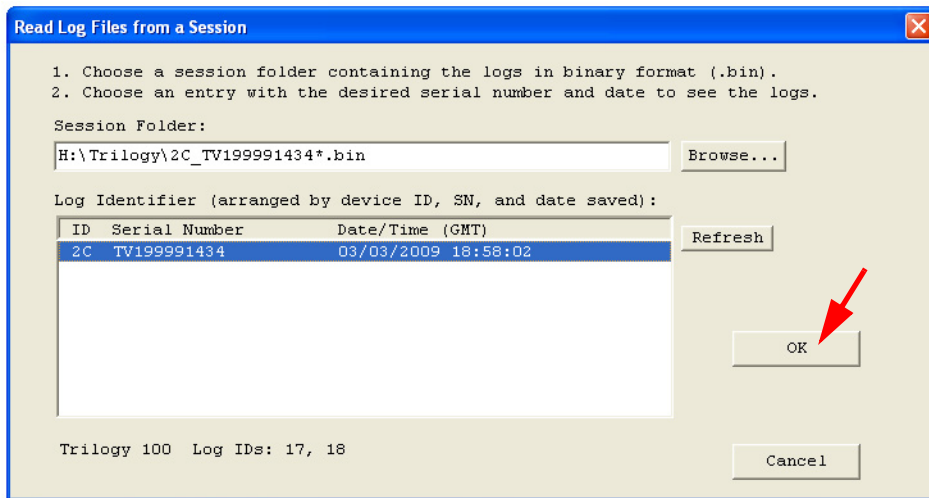 Read Log Files from a Session
1. Choose a session folder containing the logs in binary format (.bin).
2. Choose an entry with the desired serial number and date to see the logs.
Session Folder:
H:\Trilogy\2C_TV199991434*.bin
Browse...
Log Identifier (arranged by device ID, SN, and date saved):
ID Serial Number Date/Time (GMT)
2C TV199991434 03/03/2009 18:58:02
Refresh
OK
Trilogy 100 Log IDs: 17, 18
Cancel